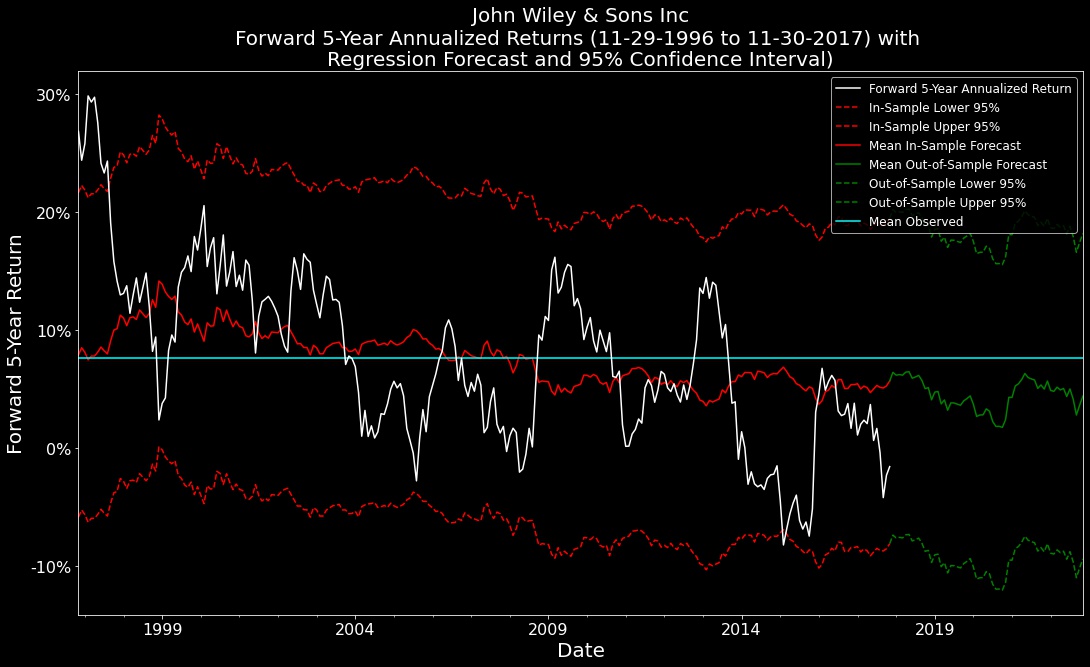 John Wiley & Sons Inc
Forward 5-Year Annualized Returns (11-29-1996 to 11-30-2017) with
Regression Forecast and 95% Confidence Interval)
Forward 5-Year Annualized Return
In-Sample Lower 95%
In-Sample Upper 95%
Mean In-Sample Forecast
Mean Out-of-Sample Forecast
Out-of-Sample Lower 95%
Out-of-Sample Upper 95%
Mean Observed
Forward 5-Year Return
30%
20%
10%
0%
-10%
1999
2004
2009
2014
2019
Date